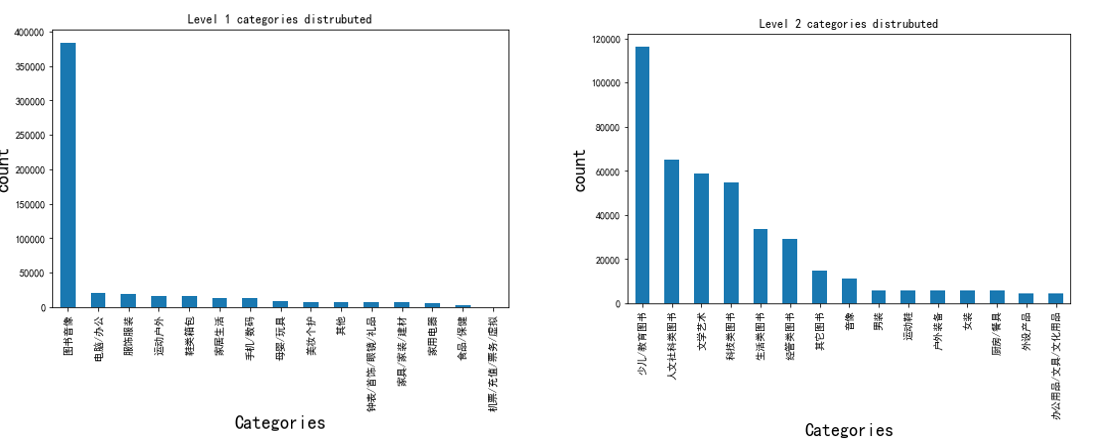 Level 1 categories distrubuted
400000
350000
300000
250000
200000
150000
100000
50000
0
count
图书音像
电脑/办公
服饰服装
运动户外
鞋类箱包
家居生活
手机/数码
母婴/玩具
美妆个护
其他
钟表/首饰/眼镜/礼品
家具/家装/建材
家用电器
食品/保健
机票/充值/票务/虚拟
Categories
Level 2 categories distrubuted
120000
100000
80000
60000
40000
20000
0
count
少儿/教育图书
人文社科类图书
文学艺术
科技类图书
生活类图书
经管类图书
其它图书
音像
男装
运动鞋
户外装备
女装
厨房/餐具
外设产品
办公用品/文具/文化用品
Categories